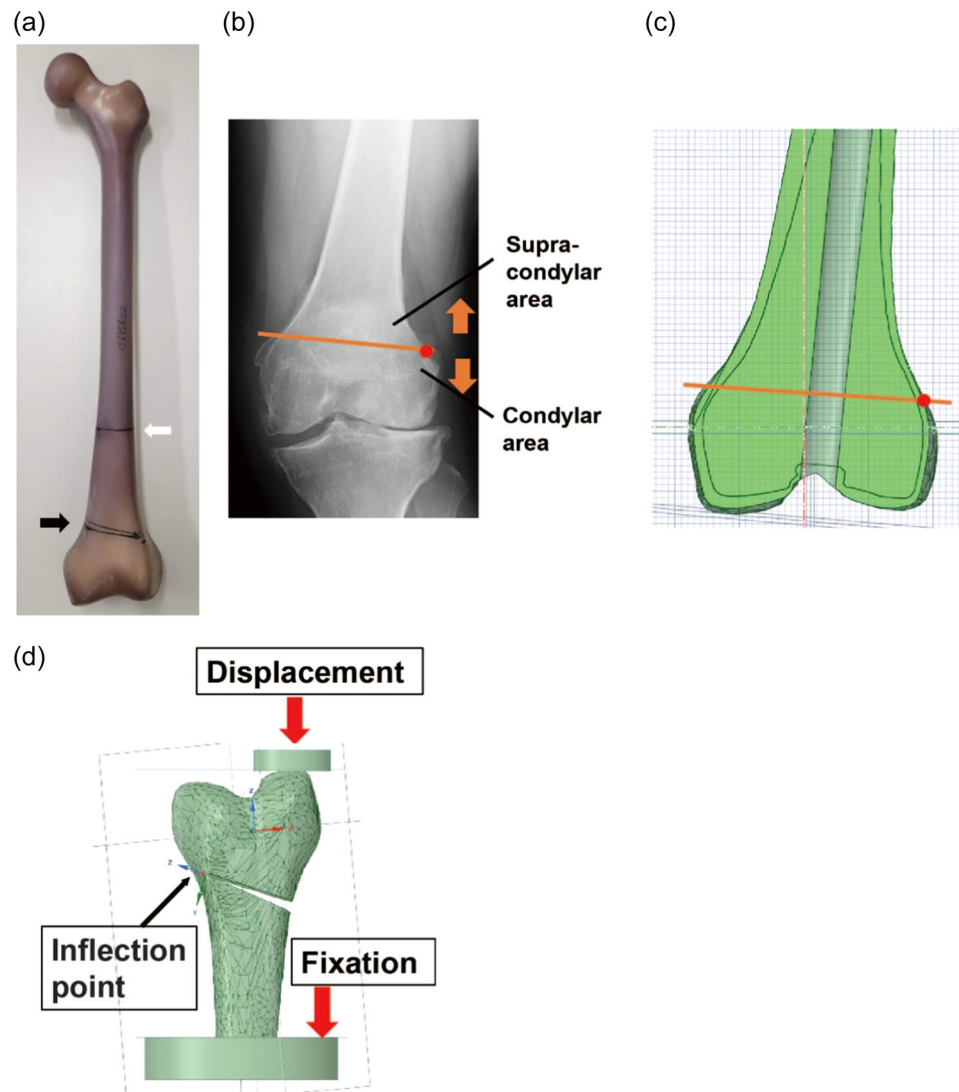 (a)
(b)
(c)
Supra-
condylar
area
Condylar
area
(d)
Displacement
Inflection
point
Fixation
z
x
z
y